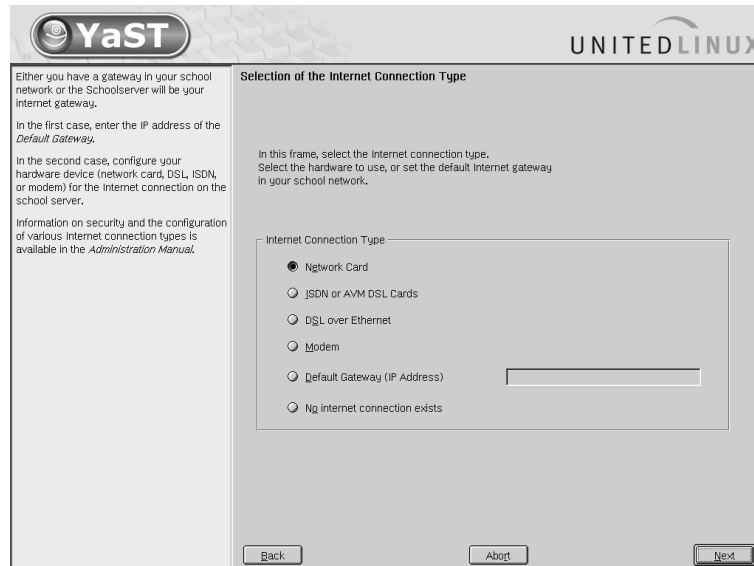 YaST
UNITEDLINUX
Either you have a gateway in your school
network or the Schoolserver will be your
internet gateway.
In the first case, enter the IP address of the
Default Gateway.
In the second case, configure your
hardware device (network card, DSL, ISDN,
or modem) for the Internet connection on the
school server.
Information on security and the configuration
of various Internet connection types is
available in the Administration Manual.
Selection of the Internet Connection Type
In this frame, select the Internet connection type.
Select the hardware to use, or set the default Internet gateway
in your school network.
Internet Connection Type
Network Card
ISDN or AVM DSL Cards
DSL over Ethernet
Modem
Default Gateway (IP Address)
No internet connection exists
Back
Abort
Next